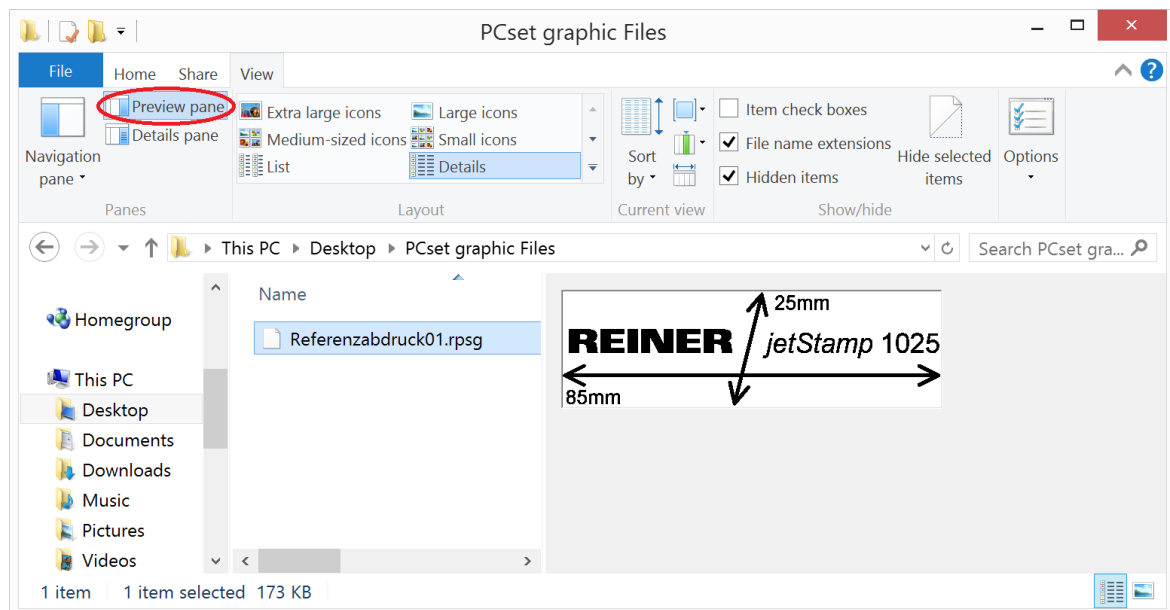 PCset graphic Files
File Home Share View
Preview pane
Details pane
Navigation
pane
Panes
Extra large icons Large icons
Medium-sized icons Small icons
List Details
Layout
Sort
by
Current view
Item check boxes
File name extensions
Hidden items
Hide selected
items
Show/hide
Options
This PC Desktop PCset graphic Files
Search PCset gra...
Homegroup
This PC
Desktop
Documents
Downloads
Music
Pictures
Videos
Name
Referenzabdruck01.rpsg
25mm
REINER jetStamp 1025
85mm
1 item 1 item selected 173 KB